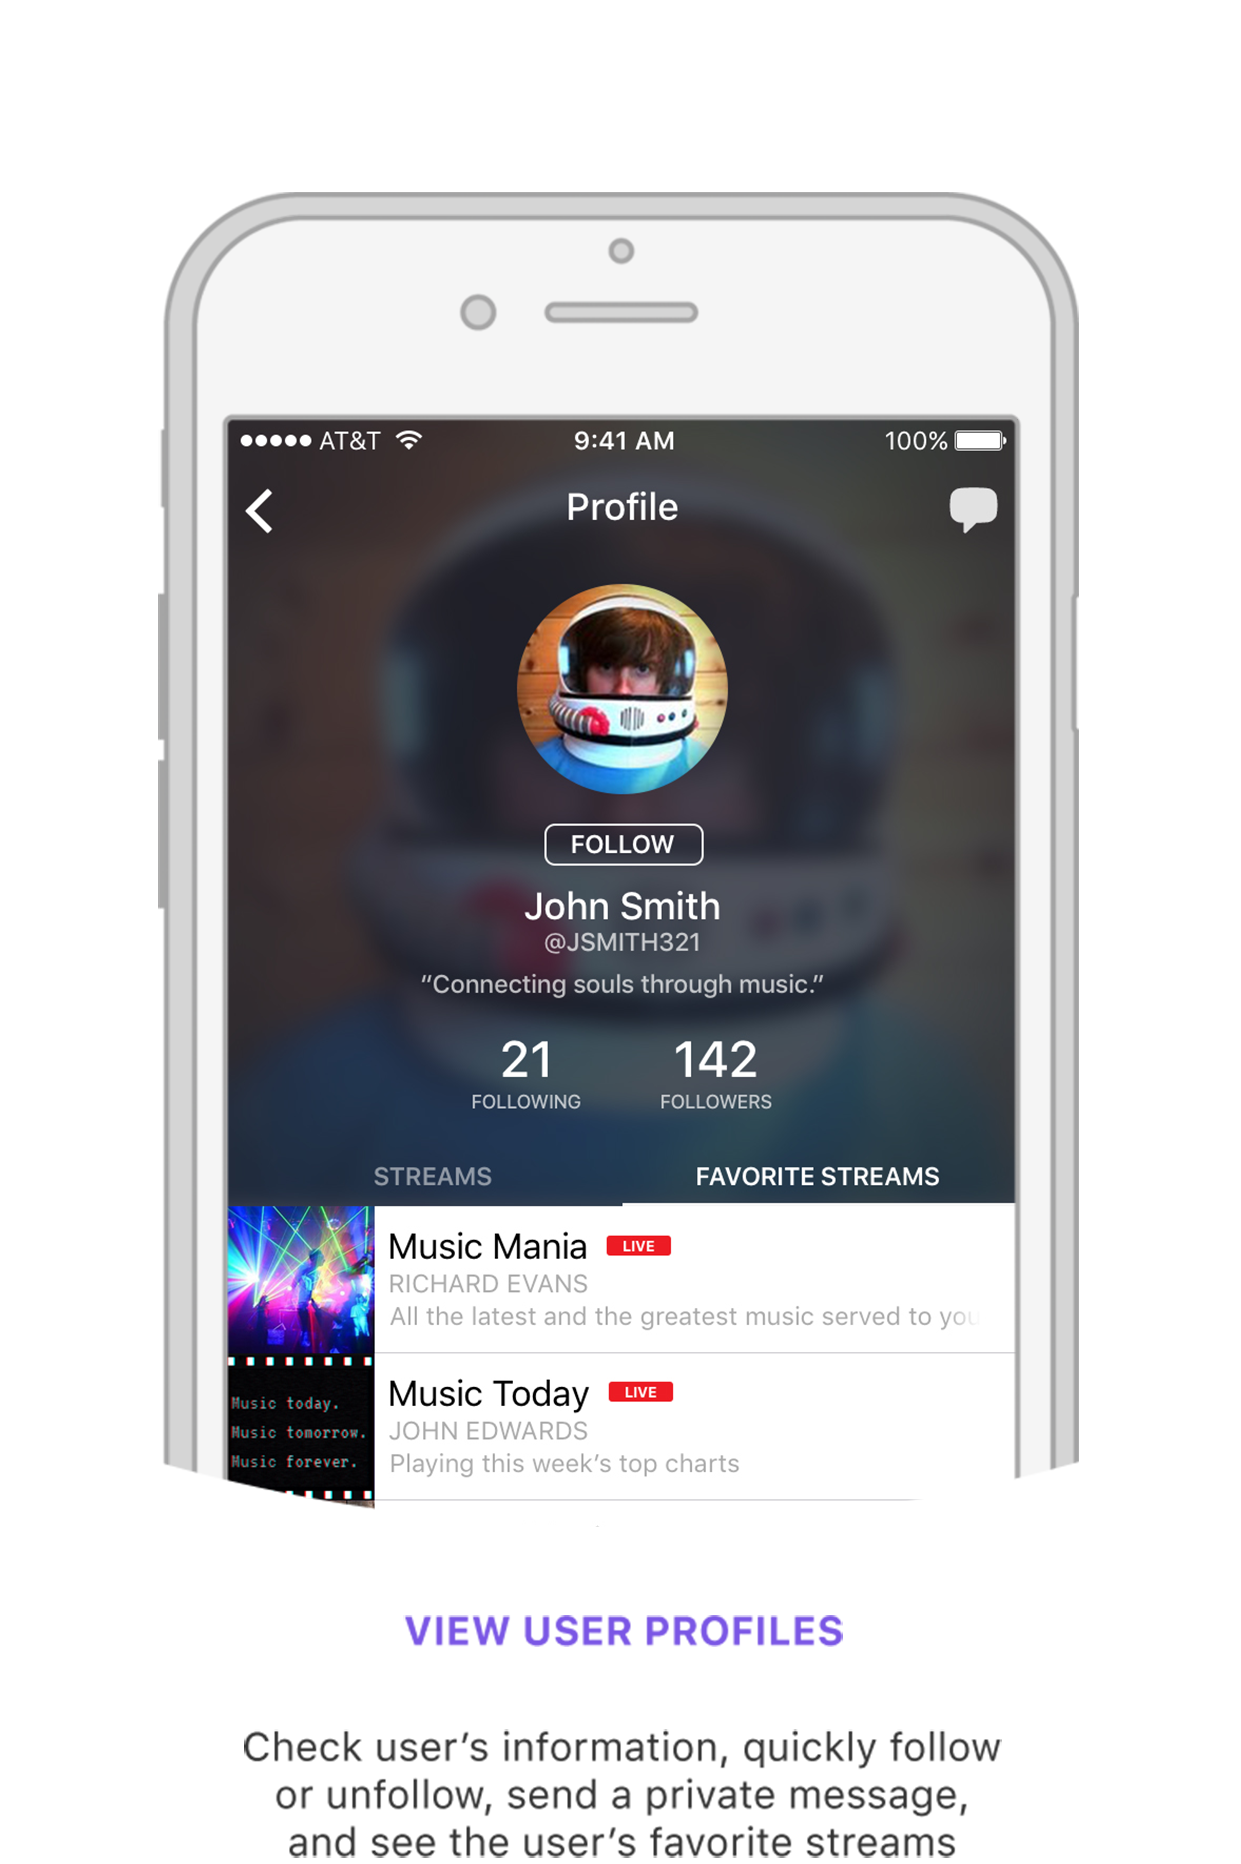 AT&T 9:41 AM 100%
Profile
FOLLOW
John Smith
@JSMITH321
“Connecting souls through music.”
21 142
FOLLOWING FOLLOWERS
STREAMS FAVORITE STREAMS
Music Mania LIVE
RICHARD EVANS
All the latest and the greatest music served to you
Music today.
Music tomorrow.
Music forever.
Music Today LIVE
JOHN EDWARDS
Playing this week’s top charts
VIEW USER PROFILES
Check user’s information, quickly follow
or unfollow, send a private message,
and see the user’s favorite streams